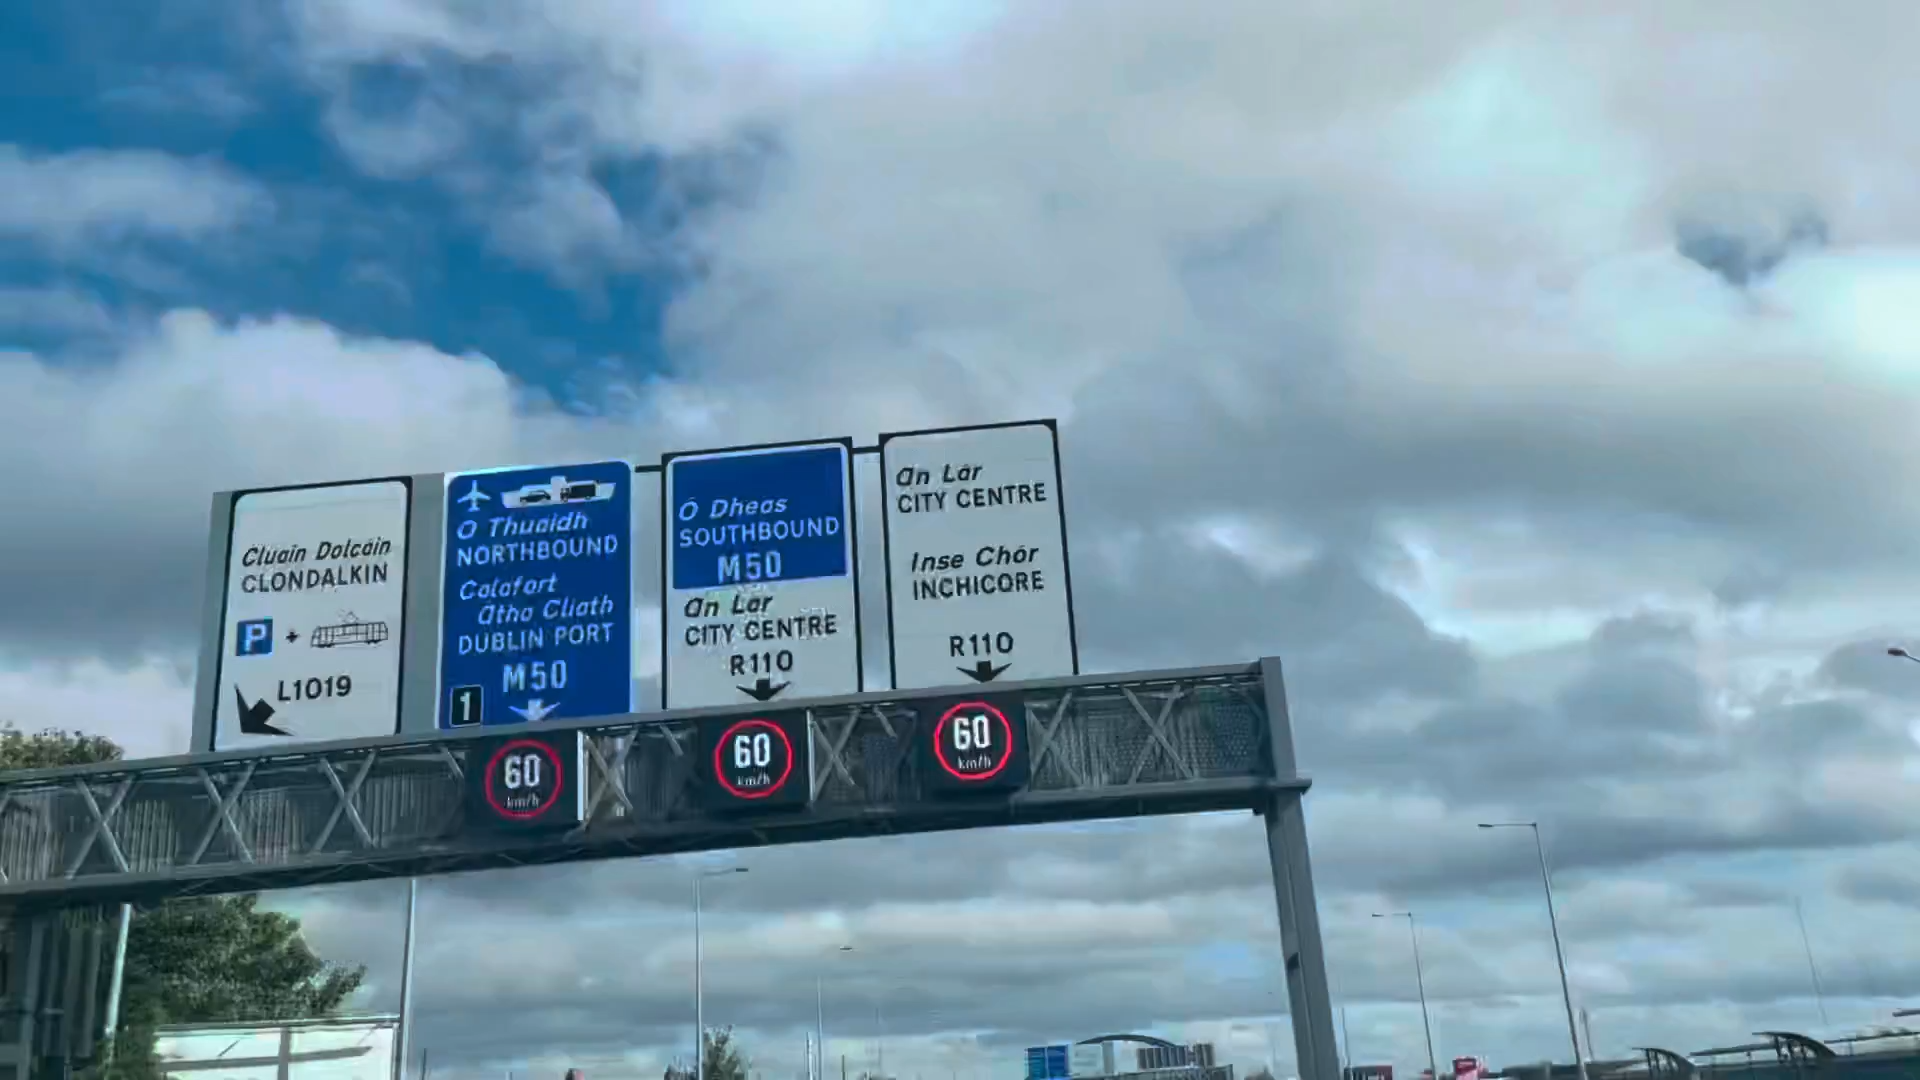 Cluain Dolcáin
CLONDALKIN
P +
L1019
Ó Thuaidh
NORTHBOUND
Calafort
Átha Cliath
DUBLIN PORT
M50
1
Ó Dheas
SOUTHBOUND
M50
An Lár
CITY CENTRE
R110
An Lár
CITY CENTRE
Inse Chór
INCHICORE
R110
60
km/h
60
km/h
60
km/h